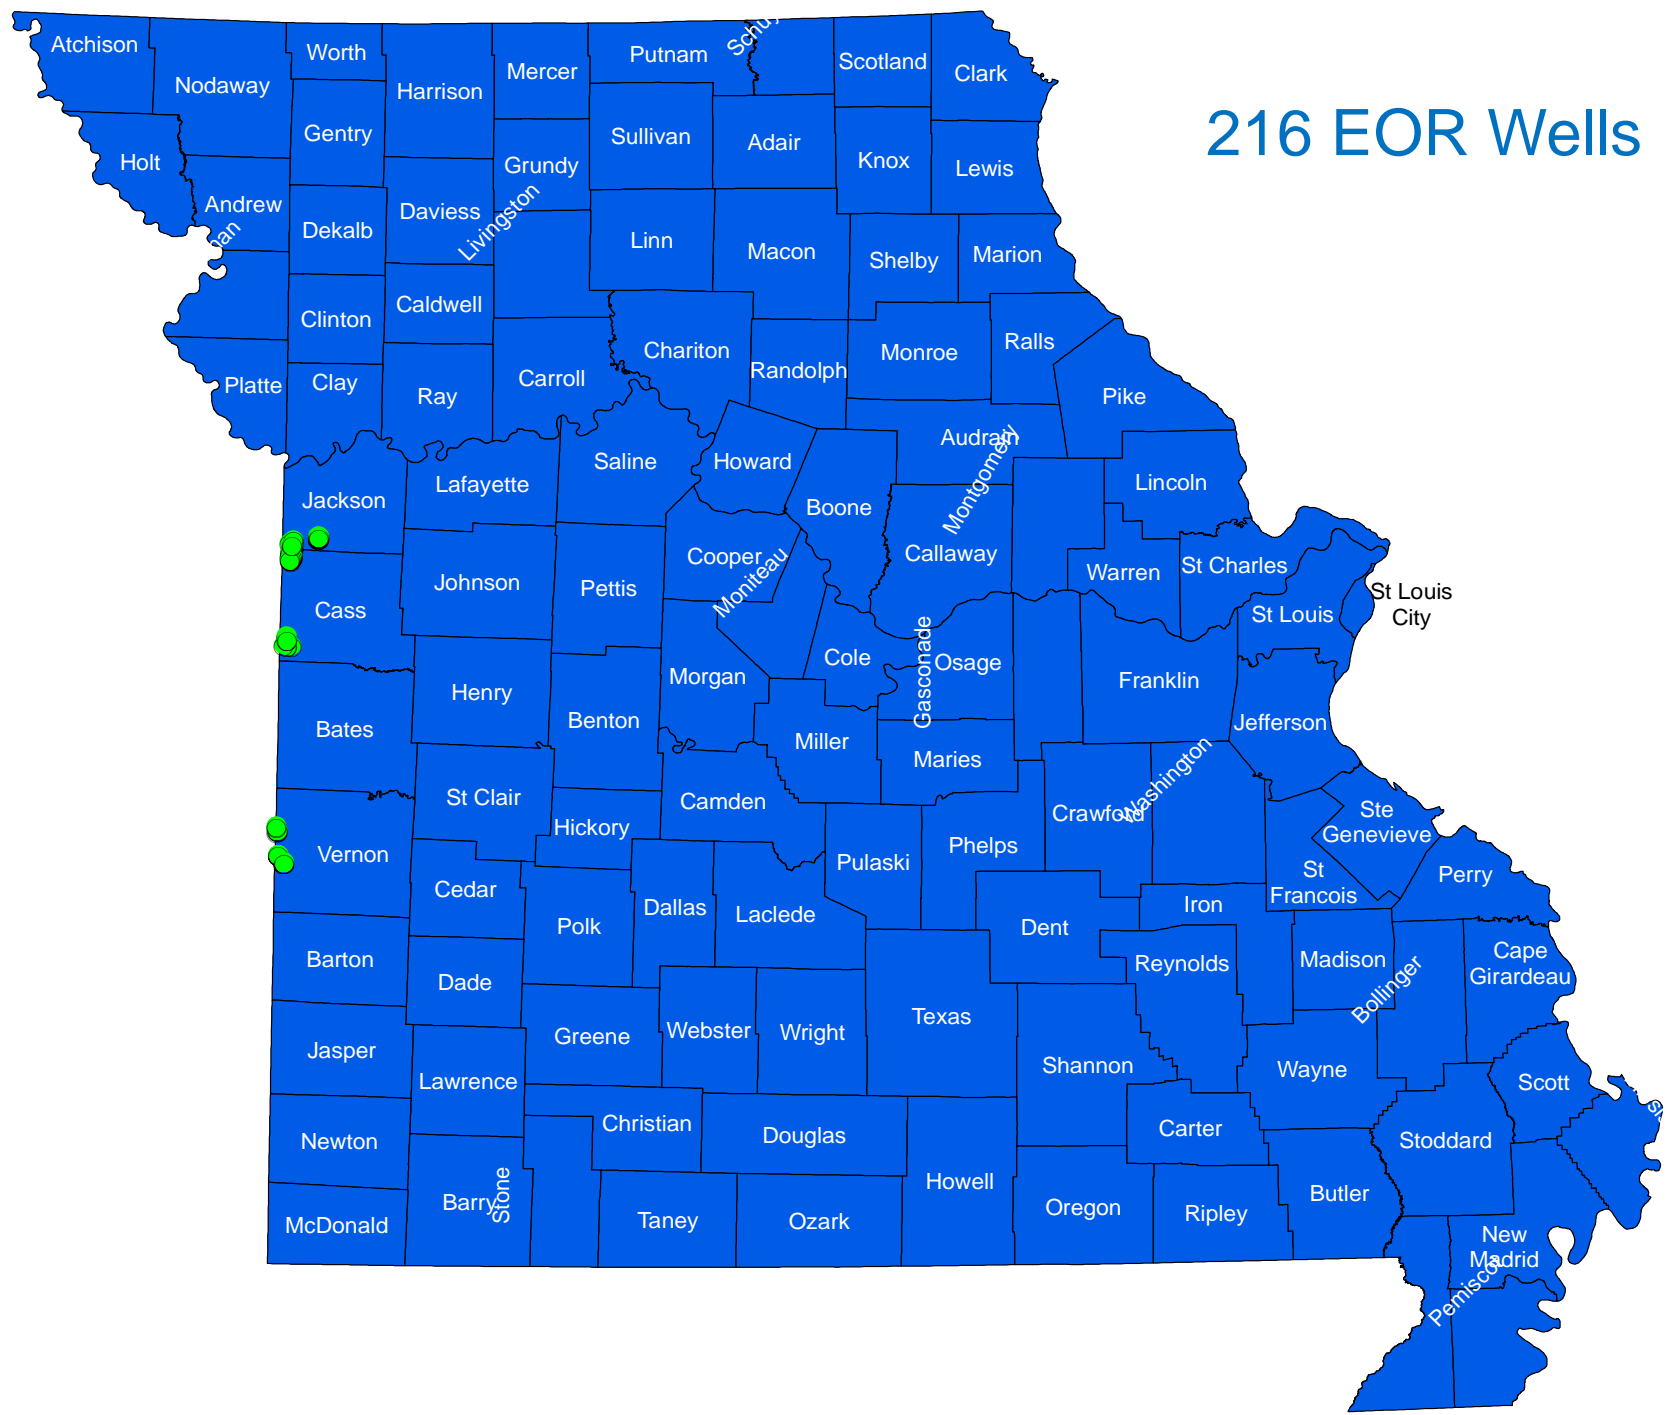 Atchison
Nodaway
Worth
Harrison
Mercer
Putnam
Scotland
Clark
216 EOR Wells
Gentry
Sullivan
Adair
Holt
Grundy
Knox
Lewis
Andrew
Dekalb
Daviess
Livingston
Linn
Macon
Shelby
Marion
Clinton
Caldwell
Chariton
Randolph
Monroe
Ralls
Platte
Clay
Ray
Carroll
Pike
Audrain
Saline
Howard
Montgomery
Jackson
Lafayette
Boone
Lincoln
Cooper
Callaway
Johnson
Pettis
Moniteau
Warren
St Charles
St Louis
City
Cass
St Louis
Cole
Gasconade
Osage
Henry
Morgan
Franklin
Bates
Benton
Miller
Jefferson
Maries
St Clair
Camden
Crawford
Washington
Hickory
Ste
Genevieve
Vernon
Pulaski
Phelps
St
Francois
Perry
Cedar
Polk
Dallas
Laclede
Iron
Dent
Barton
Dade
Reynolds
Madison
Bollinger
Cape
Girardeau
Jasper
Greene
Webster
Wright
Texas
Lawrence
Shannon
Wayne
Scott
Newton
Christian
Douglas
Carter
Stoddard
McDonald
Barry
Stone
Taney
Ozark
Howell
Oregon
Ripley
Butler
New
Madrid
Pemiscot